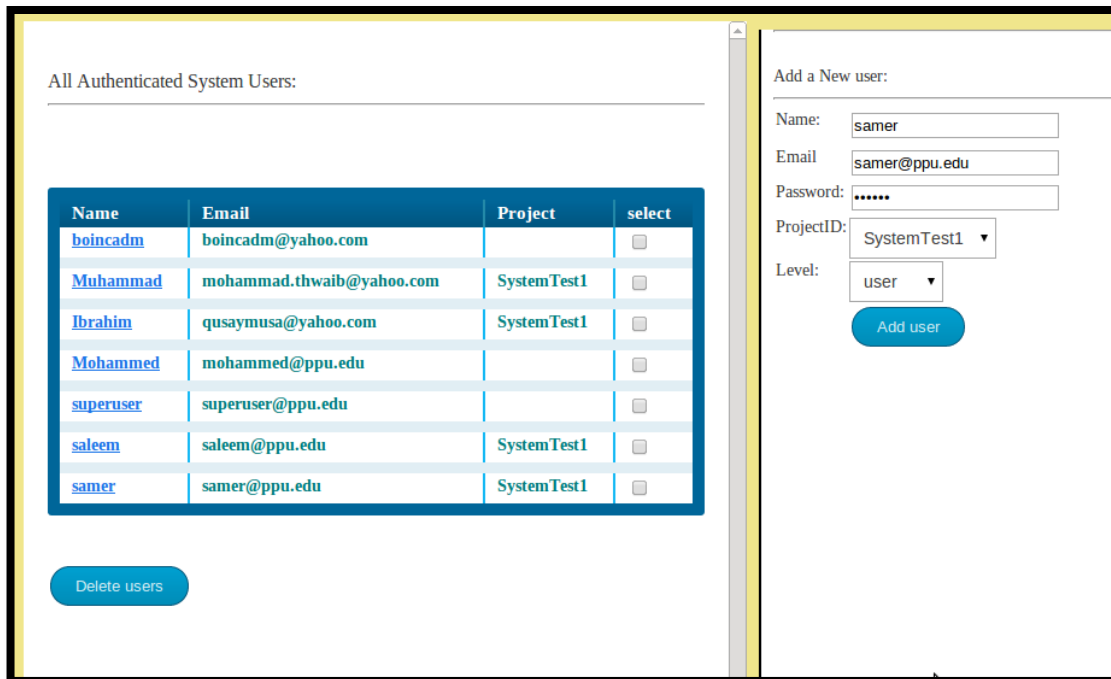 All Authenticated System Users:
Name Email Project select
boincadm boincadm@yahoo.com
Muhammad mohammad.thwaib@yahoo.com SystemTest1
Ibrahim qusaymusa@yahoo.com SystemTest1
Mohammed mohammed@ppu.edu
superuser superuser@ppu.edu
saleem saleem@ppu.edu SystemTest1
samer samer@ppu.edu SystemTest1
Delete users
Add a New user:
Name: samer
Email samer@ppu.edu
Password: ••••••
ProjectID: SystemTest1
Level: user
Add user